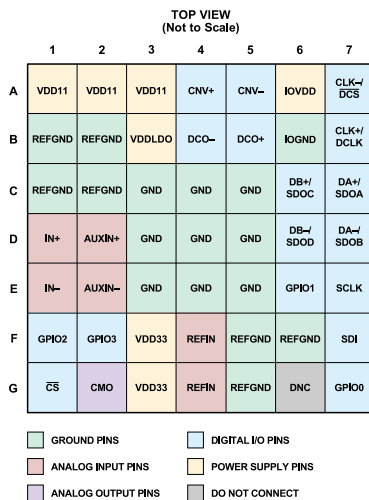 TOP VIEW
(Not to Scale)
1 2 3 4 5 6 7
A VDD11 VDD11 VDD11 CNV+ CNV– IOVDD CLK–/
DCS
B REFGND REFGND VDDLDO DCO– DCO+ IOGND CLK+/
DCLK
C REFGND REFGND GND GND GND DB+/
SDOC DA+/
SDOA
D IN+ AUXIN+ GND GND GND DB–/
SDOD DA–/
SDOB
E IN– AUXIN– GND GND GND GPIO1 SCLK
F GPIO2 GPIO3 VDD33 REFIN REFGND REFGND SDI
G CS CMO VDD33 REFIN REFGND DNC GPIO0
GROUND PINS DIGITAL I/O PINS
ANALOG INPUT PINS POWER SUPPLY PINS
ANALOG OUTPUT PINS DO NOT CONNECT